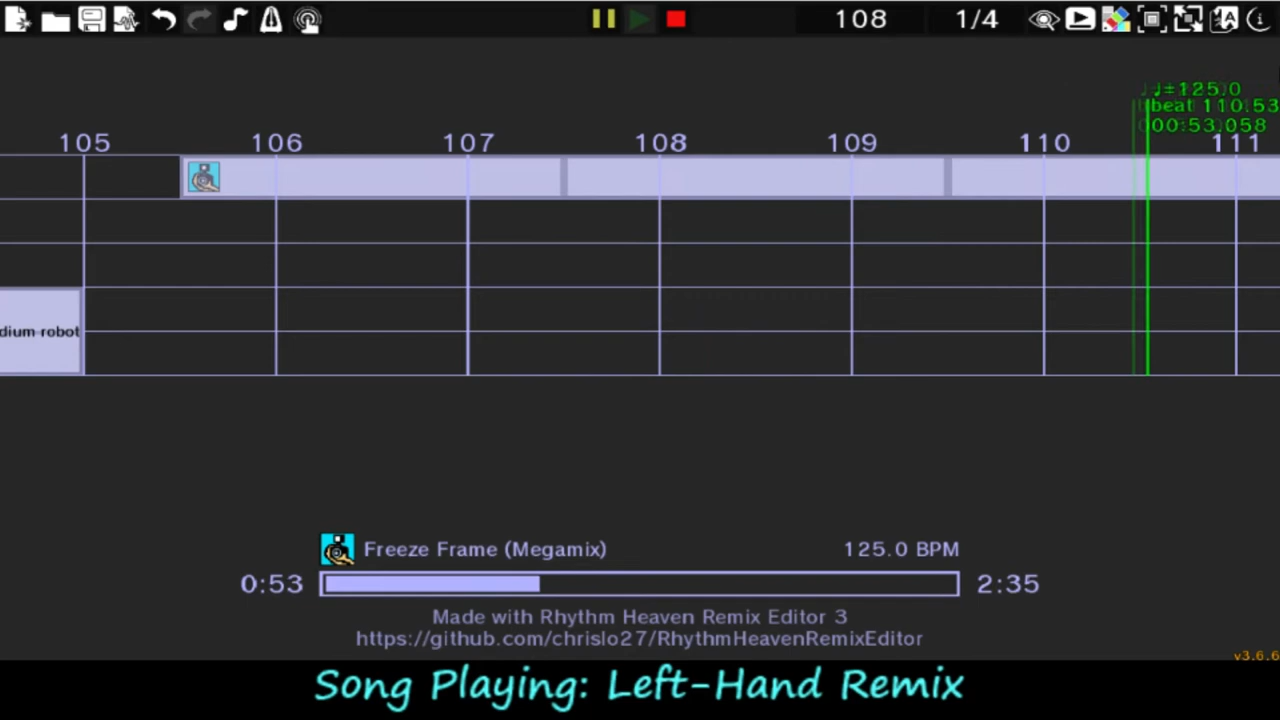 108 1/4
♩=125.0
beat 110.53
00:53.058
105 106 107 108 109 110 111
dium robot
Freeze Frame (Megamix) 125.0 BPM
0:53 2:35
Made with Rhythm Heaven Remix Editor 3
https://github.com/chrislo27/RhythmHeavenRemixEditor
v3.6.6
Song Playing: Left-Hand Remix